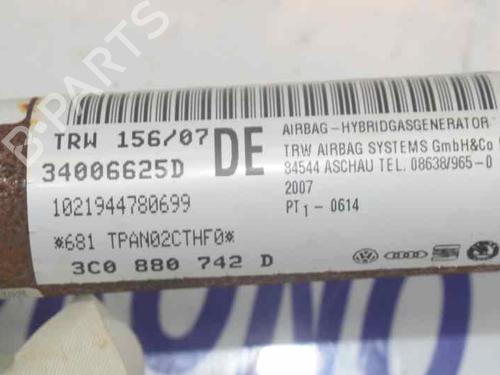 B-PARTS
TRW 156/07
DE
34006625D
1021944780699
*681 TPAN02CTHF0*
3C0 880 742 D
AIRBAG-HYBRIDGASGENERATOR
TRW AIRBAG SYSTEMS GmbH&Co
84544 ASCHAU TEL. 08638/965-0
2007
PT1-0614